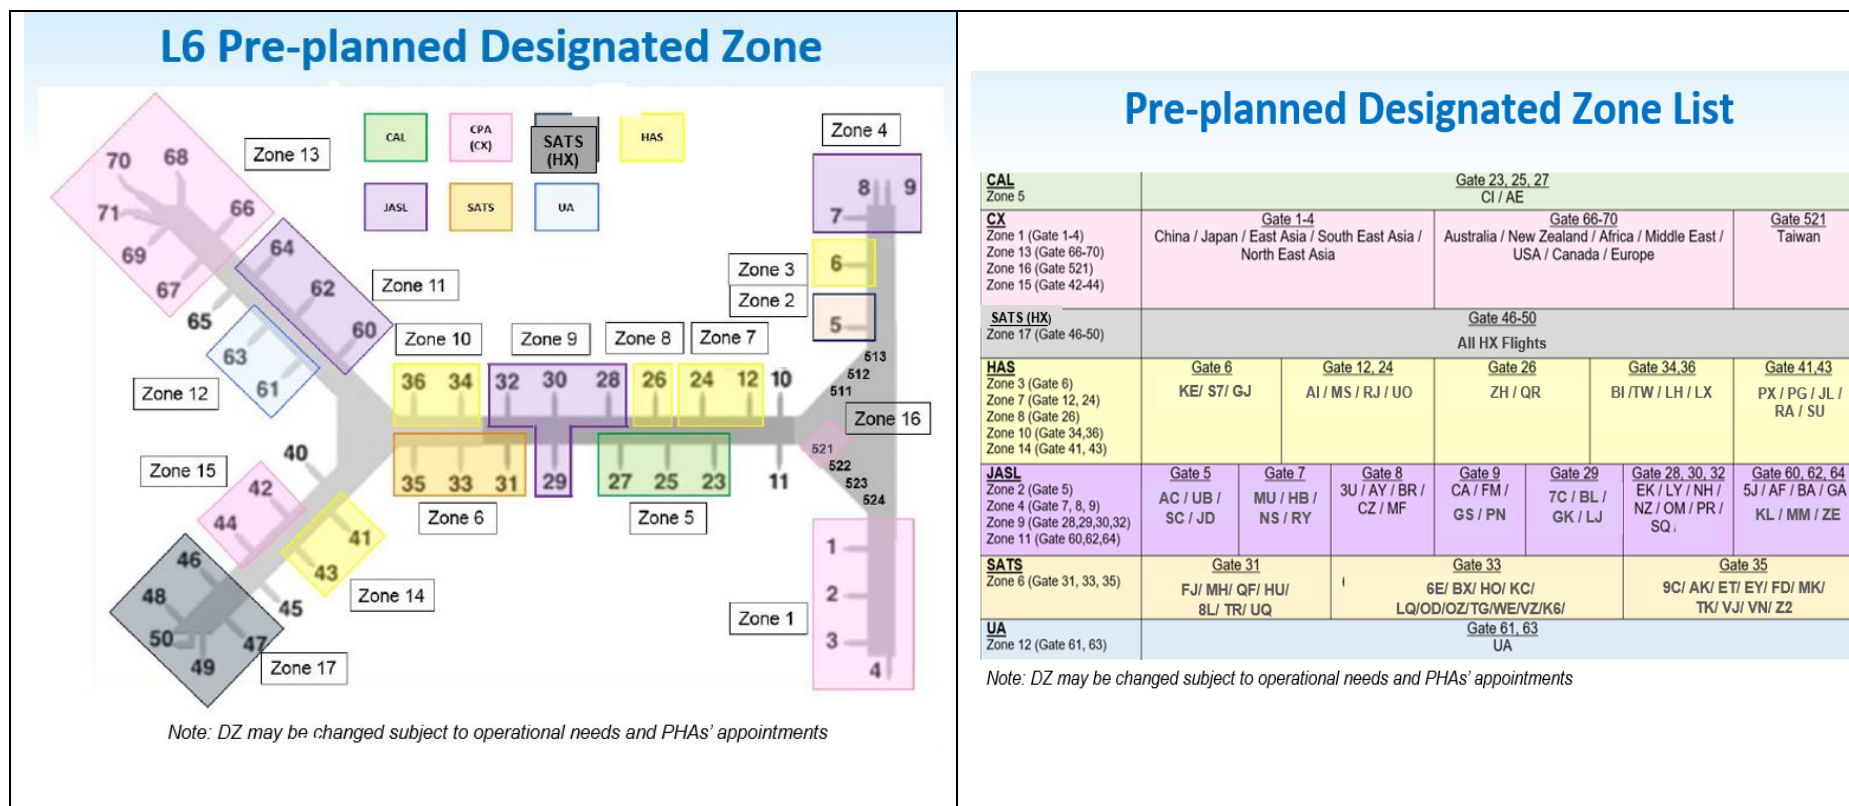 L6 Pre-planned Designated Zone
CAL
CPA
(CX)
SATS
(HX)
HAS
JASL
SATS
UA
Zone 4
8 9
7
Zone 13
70 68
71 66
69
67
64
62
60
Zone 11
65
63
61
Zone 12
Zone 3
6
Zone 2
5
513
512
511
Zone 10
Zone 9
Zone 8
Zone 7
36 34 32 30 28 26 24 12 10
Zone 16
521
522
523
524
35 33 31 29 27 25 23 11
Zone 6
Zone 5
40
Zone 15
42
44
41
43
Zone 14
46
48
50
49
47
45
Zone 17
1
2
3
4
Zone 1
Note: DZ may be changed subject to operational needs and PHAs' appointments
Pre-planned Designated Zone List
CAL
Zone 5
Gate 23, 25, 27
CI / AE
CX
Zone 1 (Gate 1-4)
Zone 13 (Gate 66-70)
Zone 16 (Gate 521)
Zone 15 (Gate 42-44)
Gate 1-4
China / Japan / East Asia / South East Asia /
North East Asia
Gate 66-70
Australia / New Zealand / Africa / Middle East /
USA / Canada / Europe
Gate 521
Taiwan
SATS (HX)
Zone 17 (Gate 46-50)
Gate 46-50
All HX Flights
HAS
Zone 3 (Gate 6)
Zone 7 (Gate 12, 24)
Zone 8 (Gate 26)
Zone 10 (Gate 34,36)
Zone 14 (Gate 41, 43)
Gate 6
KE/ S7/ GJ
Gate 12, 24
AI / MS / RJ / UO
Gate 26
ZH / QR
Gate 34,36
BI /TW / LH / LX
Gate 41,43
PX / PG / JL /
RA / SU
JASL
Zone 2 (Gate 5)
Zone 4 (Gate 7, 8, 9)
Zone 9 (Gate 28,29,30,32)
Zone 11 (Gate 60,62,64)
Gate 5
AC / UB /
SC / JD
Gate 7
MU / HB /
NS / RY
Gate 8
3U / AY / BR /
CZ / MF
Gate 9
CA / FM /
GS / PN
Gate 29
7C / BL /
GK / LJ
Gate 28, 30, 32
EK / LY / NH /
NZ / OM / PR /
SQ
Gate 60, 62, 64
5J / AF / BA / GA
KL / MM / ZE
SATS
Zone 6 (Gate 31, 33, 35)
Gate 31
FJ/ MH/ QF/ HU/
8L/ TR/ UQ
Gate 33
6E/ BX/ HO/ KC/
LQ/OD/OZ/TG/WE/VZ/K6/
Gate 35
9C/ AK/ ET/ EY/ FD/ MK/
TK/ VJ/ VN/ Z2
UA
Zone 12 (Gate 61, 63)
Gate 61, 63
UA
Note: DZ may be changed subject to operational needs and PHAs' appointments